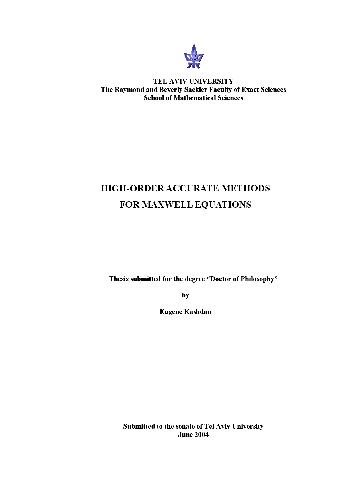 TEL AVIV UNIVERSITY
The Raymond and Beverly Sackler Faculty of Exact Sciences
School of Mathematical Sciences
HIGH-ORDER ACCURATE METHODS
FOR MAXWELL EQUATIONS
Thesis submitted for the degree "Doctor of Philosophy"
by
Eugene Kashdan
Submitted to the senate of Tel Aviv University
June 2004